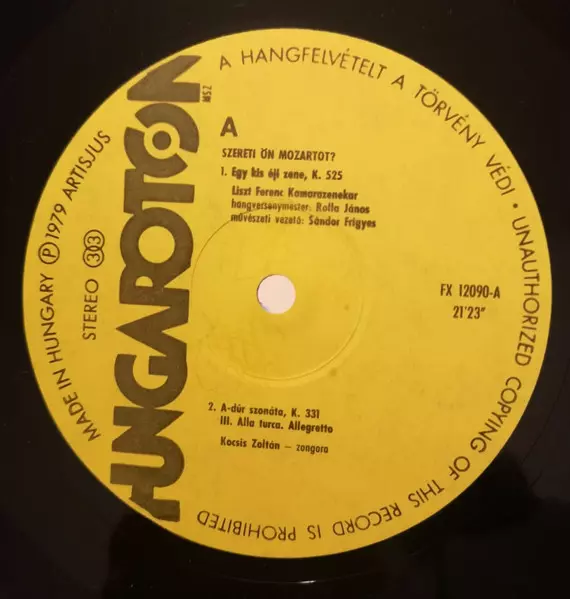 A HANGFELVÉTELT A TÖRVÉNY VÉDI • UNAUTHORIZED COPYING OF THIS RECORD IS PROHIBITED
MADE IN HUNGARY Ⓟ 1979 ARTISJUS
STEREO 33
HUNGAROTON
MSZ
A
SZERETI ÖN MOZARTOT?
1. Egy kis éji zene, K. 525
Liszt Ferenc Kamarazenekar
hangversenymester: Rolla János
művészeti vezető: Sándor Frigyes
FX 12090-A
21'23"
2. A-dúr szonáta, K. 331
III. Alla turca. Allegretto
Kocsis Zoltán – zongora